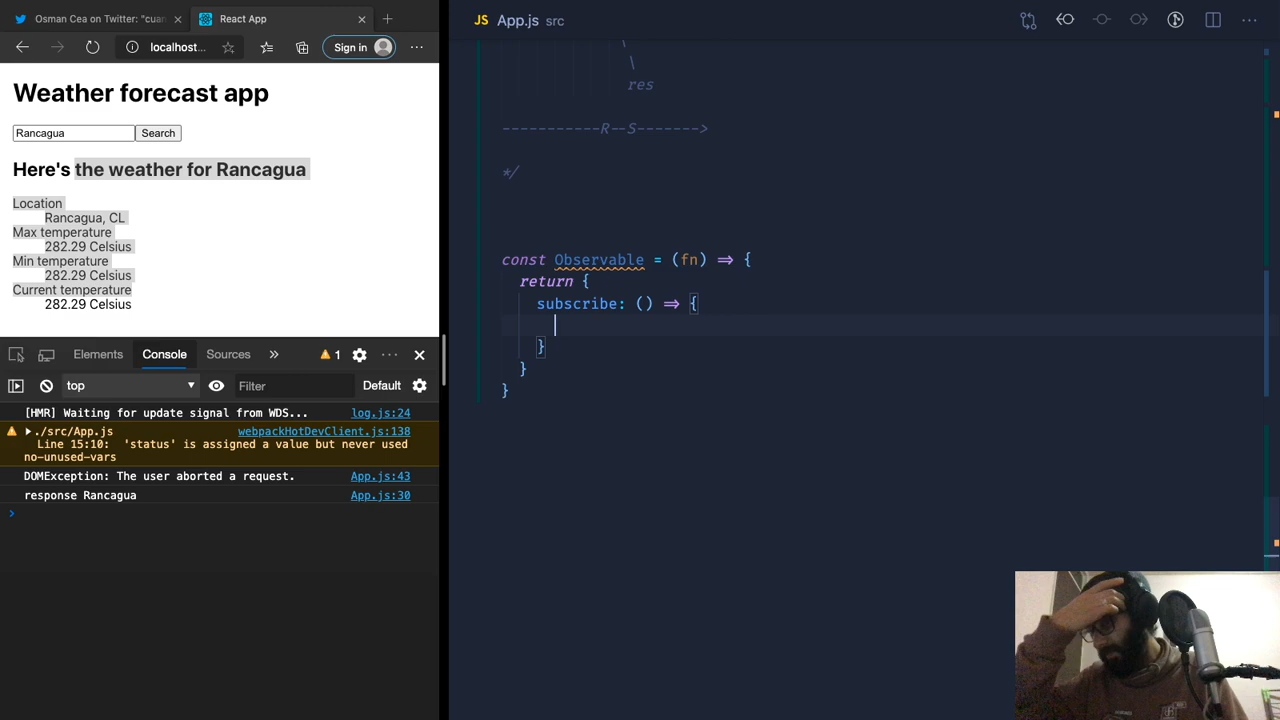 Osman Cea on Twitter: "cuan
React App
localhost...
Sign in
Weather forecast app
Rancagua
Search
Here's the weather for Rancagua
Location
Rancagua, CL
Max temperature
282.29 Celsius
Min temperature
282.29 Celsius
Current temperature
282.29 Celsius
Elements
Console
Sources
1
top
Filter
Default
[HMR] Waiting for update signal from WDS...
log.js:24
./src/App.js
webpackHotDevClient.js:138
Line 15:10:  'status' is assigned a value but never used
no-unused-vars
DOMException: The user aborted a request.
App.js:43
response Rancagua
App.js:30
JS App.js src
\
\
res
-----------R--S------->
*/
const Observable = (fn) => {
return {
subscribe: () => {
}
}
}